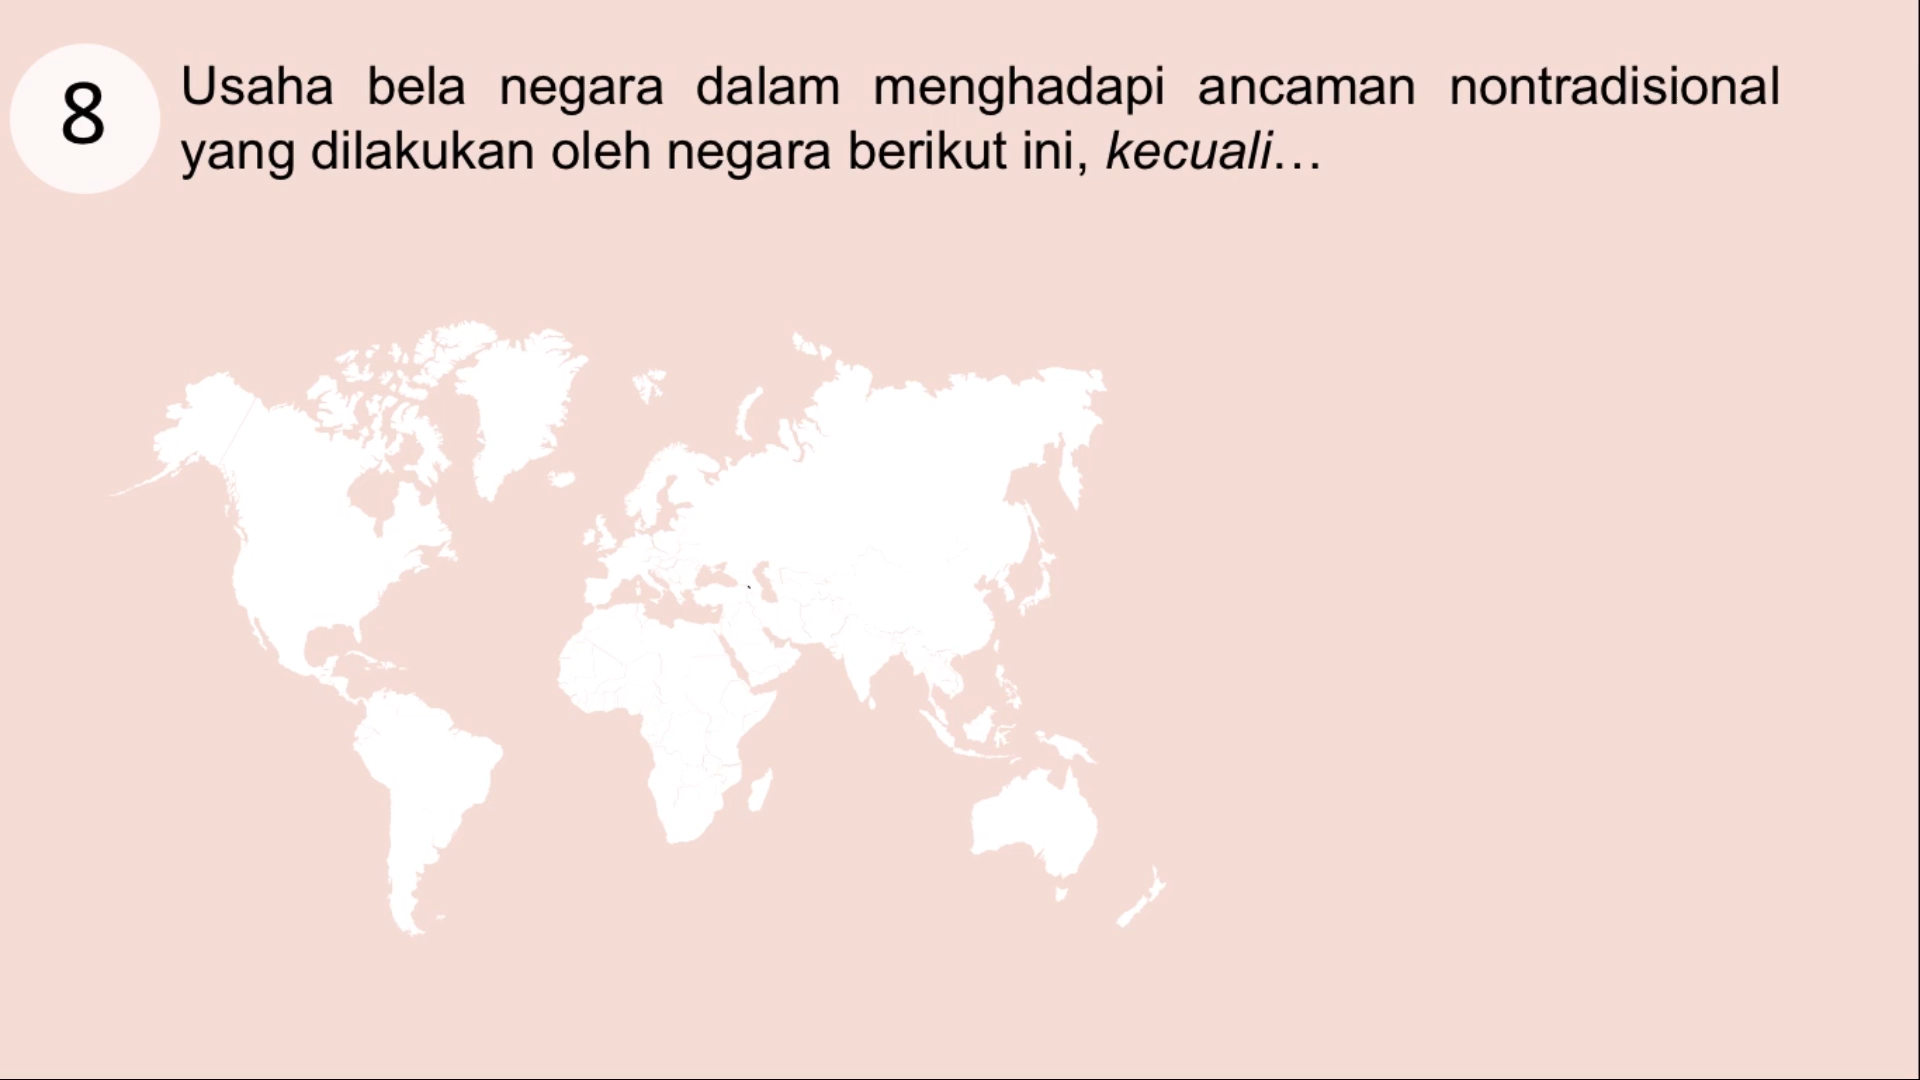 8
Usaha bela negara dalam menghadapi ancaman nontradisional
yang dilakukan oleh negara berikut ini, kecuali…